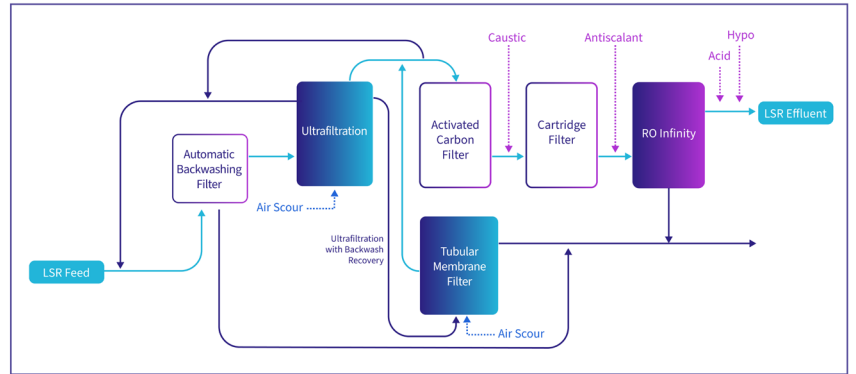 Caustic
Antiscalant
Hypo
Acid
Ultrafiltration
Activated
Carbon
Filter
Cartridge
Filter
RO Infinity
LSR Effluent
Automatic
Backwashing
Filter
Air Scour
Ultrafiltration
with Backwash
Recovery
Tubular
Membrane
Filter
LSR Feed
Air Scour